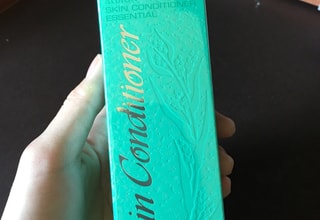 SKIN CONDITIONER
ESSENTIAL
in Conditioner